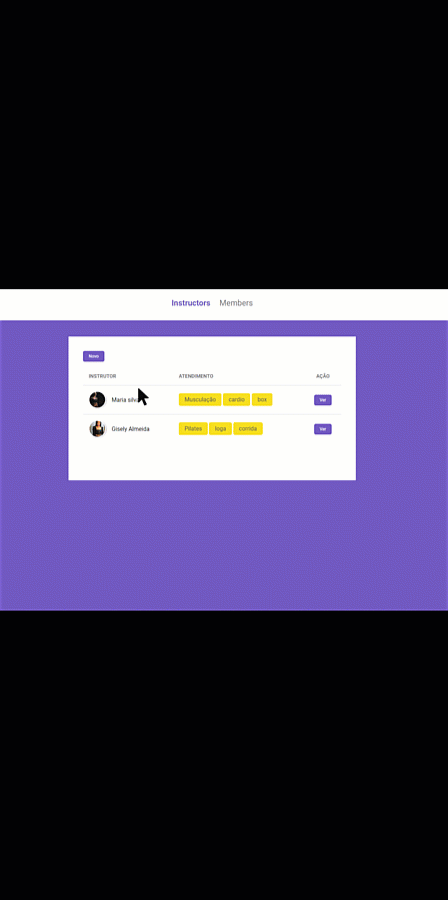 Instructors Members
Novo
INSTRUTOR ATENDIMENTO AÇÃO
Maria silva Musculação cardio box Ver
Gisely Almeida Pilates Ioga corrida Ver